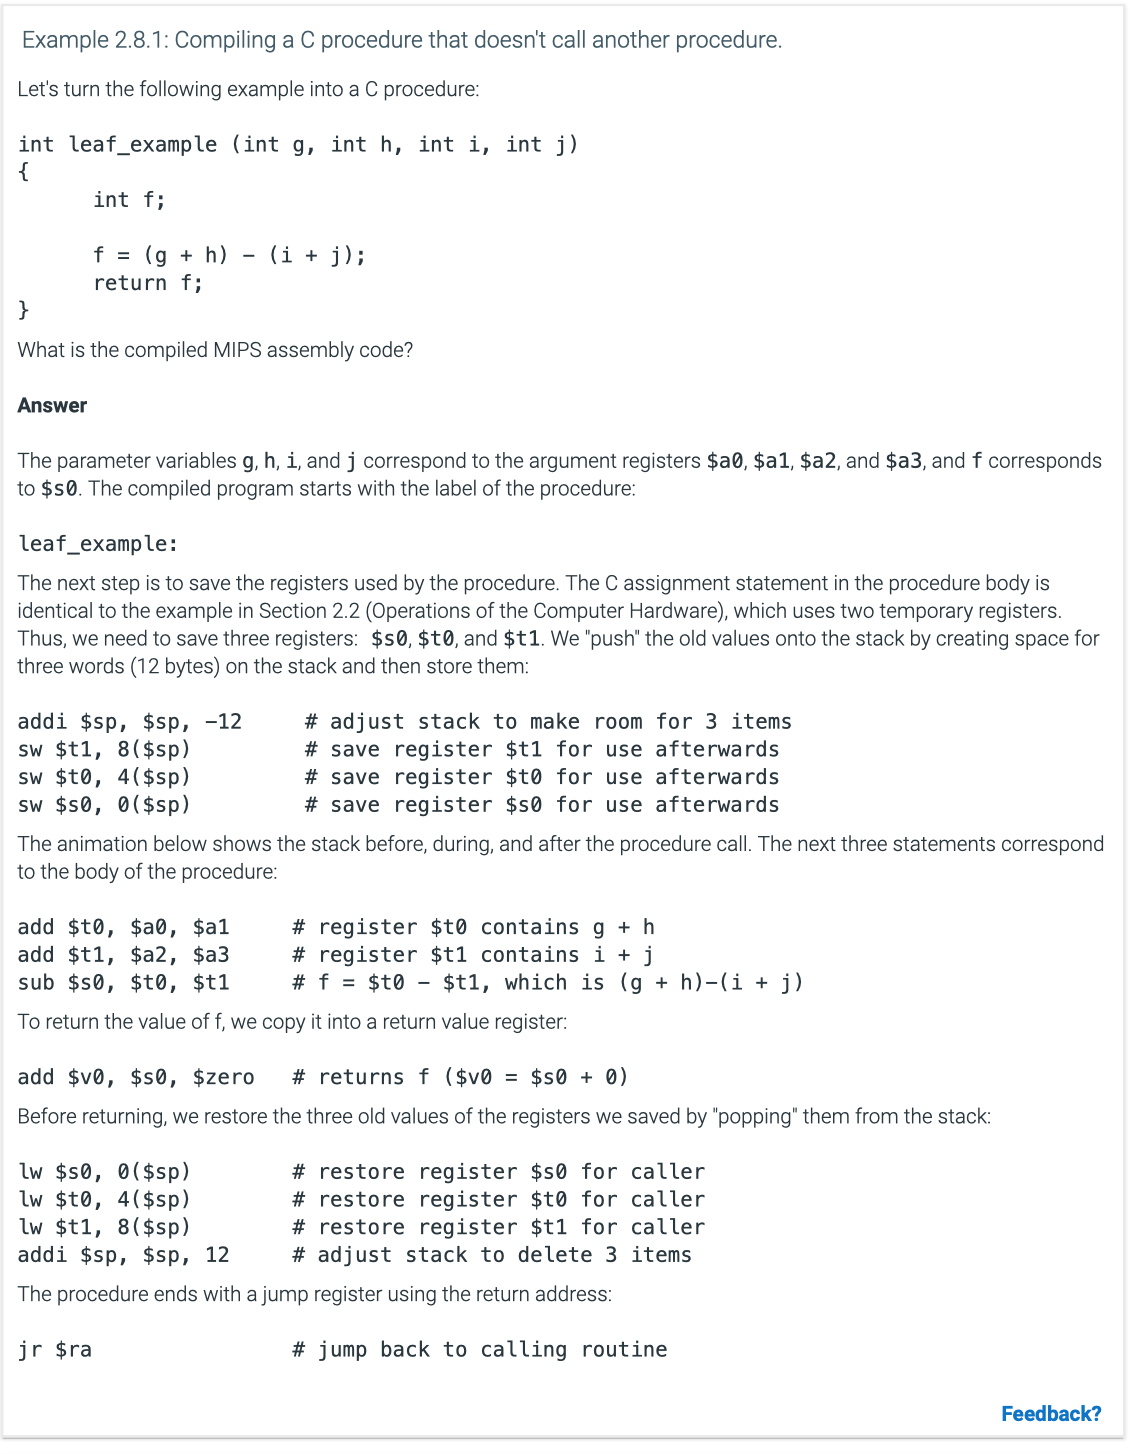 Example 2.8.1: Compiling a C procedure that doesn't call another procedure.
Let's turn the following example into a C procedure:
int leaf_example (int g, int h, int i, int j)
{
      int f;
      f = (g + h) − (i + j);
      return f;
}
What is the compiled MIPS assembly code?
Answer
The parameter variables g, h, i, and j correspond to the argument registers $a0, $a1, $a2, and $a3, and f corresponds
to $s0. The compiled program starts with the label of the procedure:
leaf_example:
The next step is to save the registers used by the procedure. The C assignment statement in the procedure body is
identical to the example in Section 2.2 (Operations of the Computer Hardware), which uses two temporary registers.
Thus, we need to save three registers:  $s0, $t0, and $t1. We "push" the old values onto the stack by creating space for
three words (12 bytes) on the stack and then store them:
addi $sp, $sp, −12     # adjust stack to make room for 3 items
sw $t1, 8($sp)         # save register $t1 for use afterwards
sw $t0, 4($sp)         # save register $t0 for use afterwards
sw $s0, 0($sp)         # save register $s0 for use afterwards
The animation below shows the stack before, during, and after the procedure call. The next three statements correspond
to the body of the procedure:
add $t0, $a0, $a1     # register $t0 contains g + h
add $t1, $a2, $a3     # register $t1 contains i + j
sub $s0, $t0, $t1     # f = $t0 − $t1, which is (g + h)−(i + j)
To return the value of f, we copy it into a return value register:
add $v0, $s0, $zero   # returns f ($v0 = $s0 + 0)
Before returning, we restore the three old values of the registers we saved by "popping" them from the stack:
lw $s0, 0($sp)        # restore register $s0 for caller
lw $t0, 4($sp)        # restore register $t0 for caller
lw $t1, 8($sp)        # restore register $t1 for caller
addi $sp, $sp, 12     # adjust stack to delete 3 items
The procedure ends with a jump register using the return address:
jr $ra                # jump back to calling routine
Feedback?